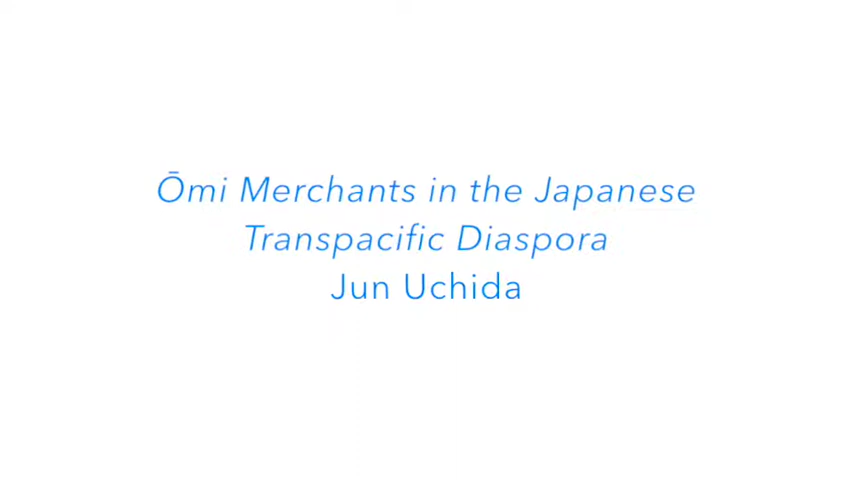 Ōmi Merchants in the Japanese
Transpacific Diaspora
Jun Uchida